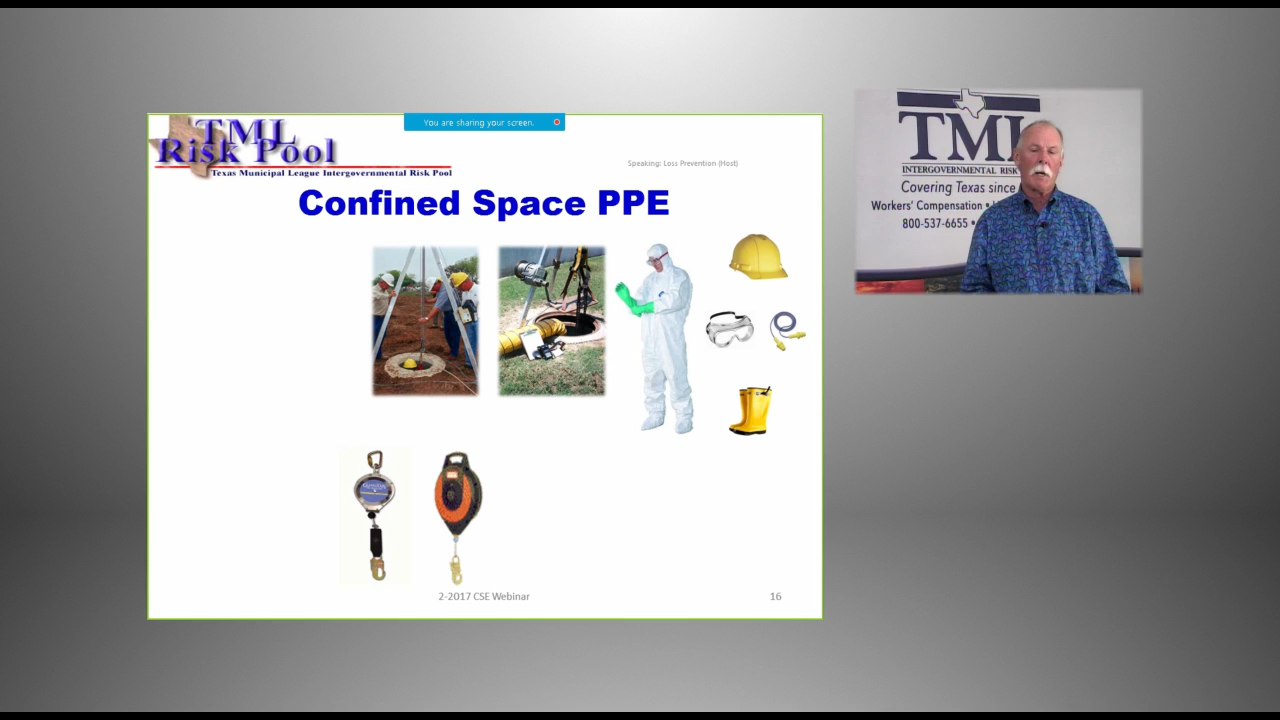 You are sharing your screen.
TML
Risk Pool
Texas Municipal League Intergovernmental Risk Pool
Speaking: Loss Prevention (Host)
Confined Space PPE
2-2017 CSE Webinar
16
TML
INTERGOVERNMENTAL RISK
Covering Texas since
Workers' Compensation •
800-537-6655 •